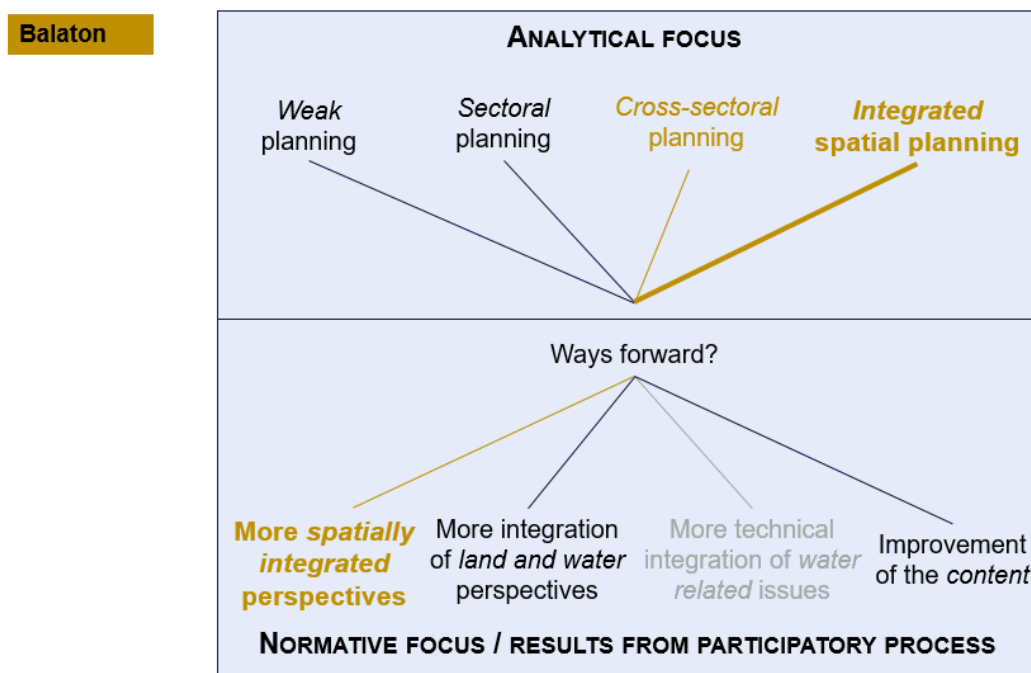 Balaton
ANALYTICAL FOCUS
Weak
planning
Sectoral
planning
Cross-sectoral
planning
Integrated
spatial planning
Ways forward?
More spatially
integrated
perspectives
More integration
of land and water
perspectives
More technical
integration of water
related issues
Improvement
of the content
NORMATIVE FOCUS / RESULTS FROM PARTICIPATORY PROCESS